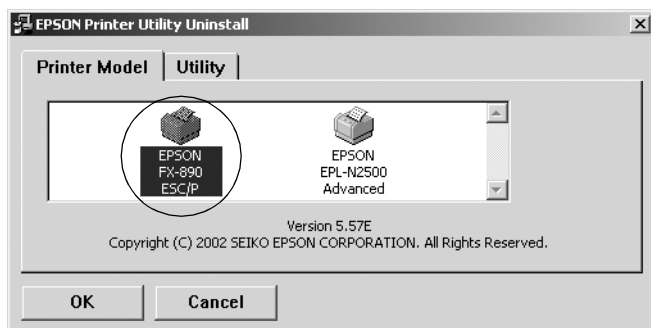 EPSON Printer Utility Uninstall
Printer Model Utility
EPSON
FX-890
ESC/P
EPSON
EPL-N2500
Advanced
Version 5.57E
Copyright (C) 2002 SEIKO EPSON CORPORATION. All Rights Reserved.
OK Cancel